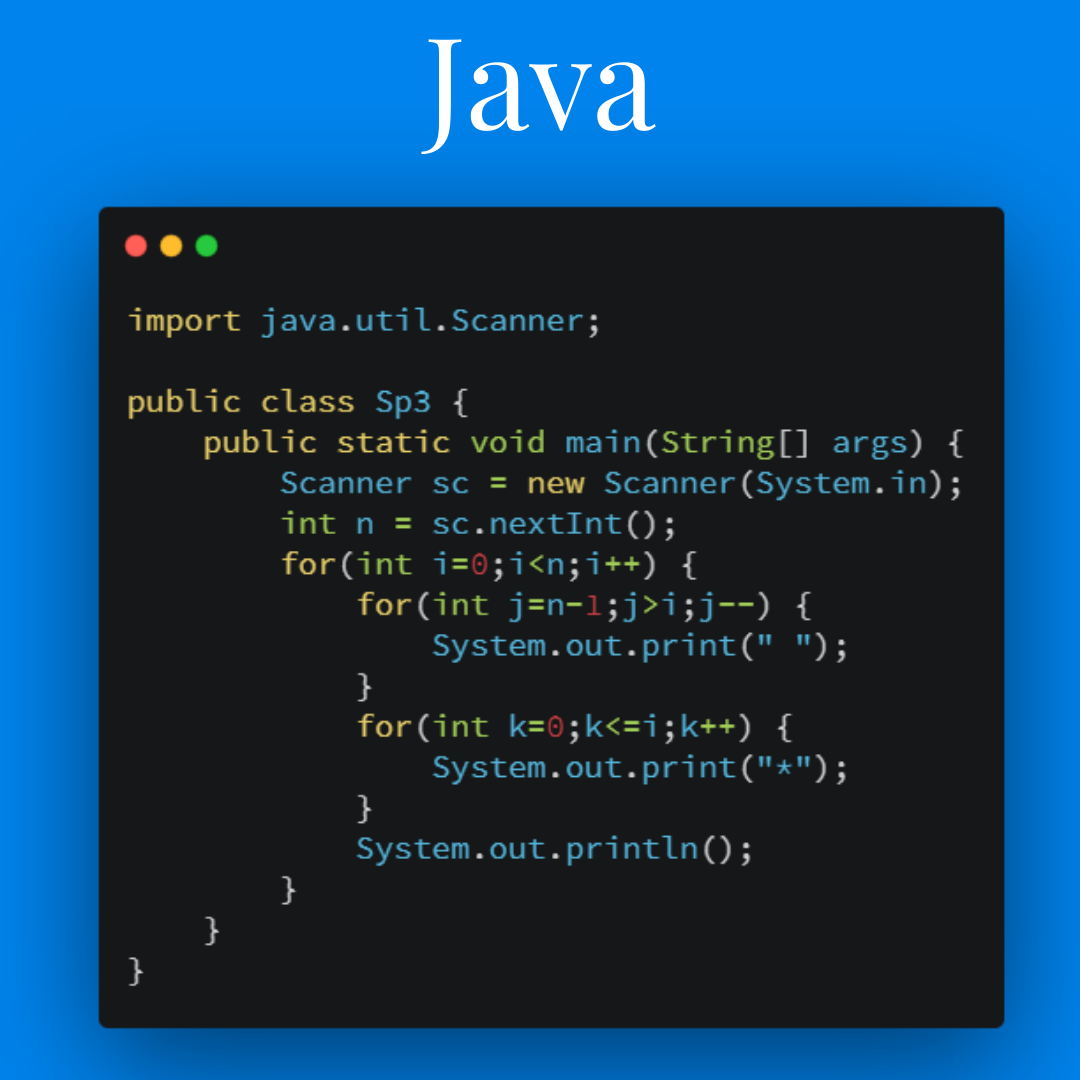 Java
import java.util.Scanner;
public class Sp3 {
    public static void main(String[] args) {
        Scanner sc = new Scanner(System.in);
        int n = sc.nextInt();
        for(int i=0;i<n;i++) {
            for(int j=n-1;j>i;j--) {
                System.out.print(" ");
            }
            for(int k=0;k<=i;k++) {
                System.out.print("*");
            }
            System.out.println();
        }
    }
}